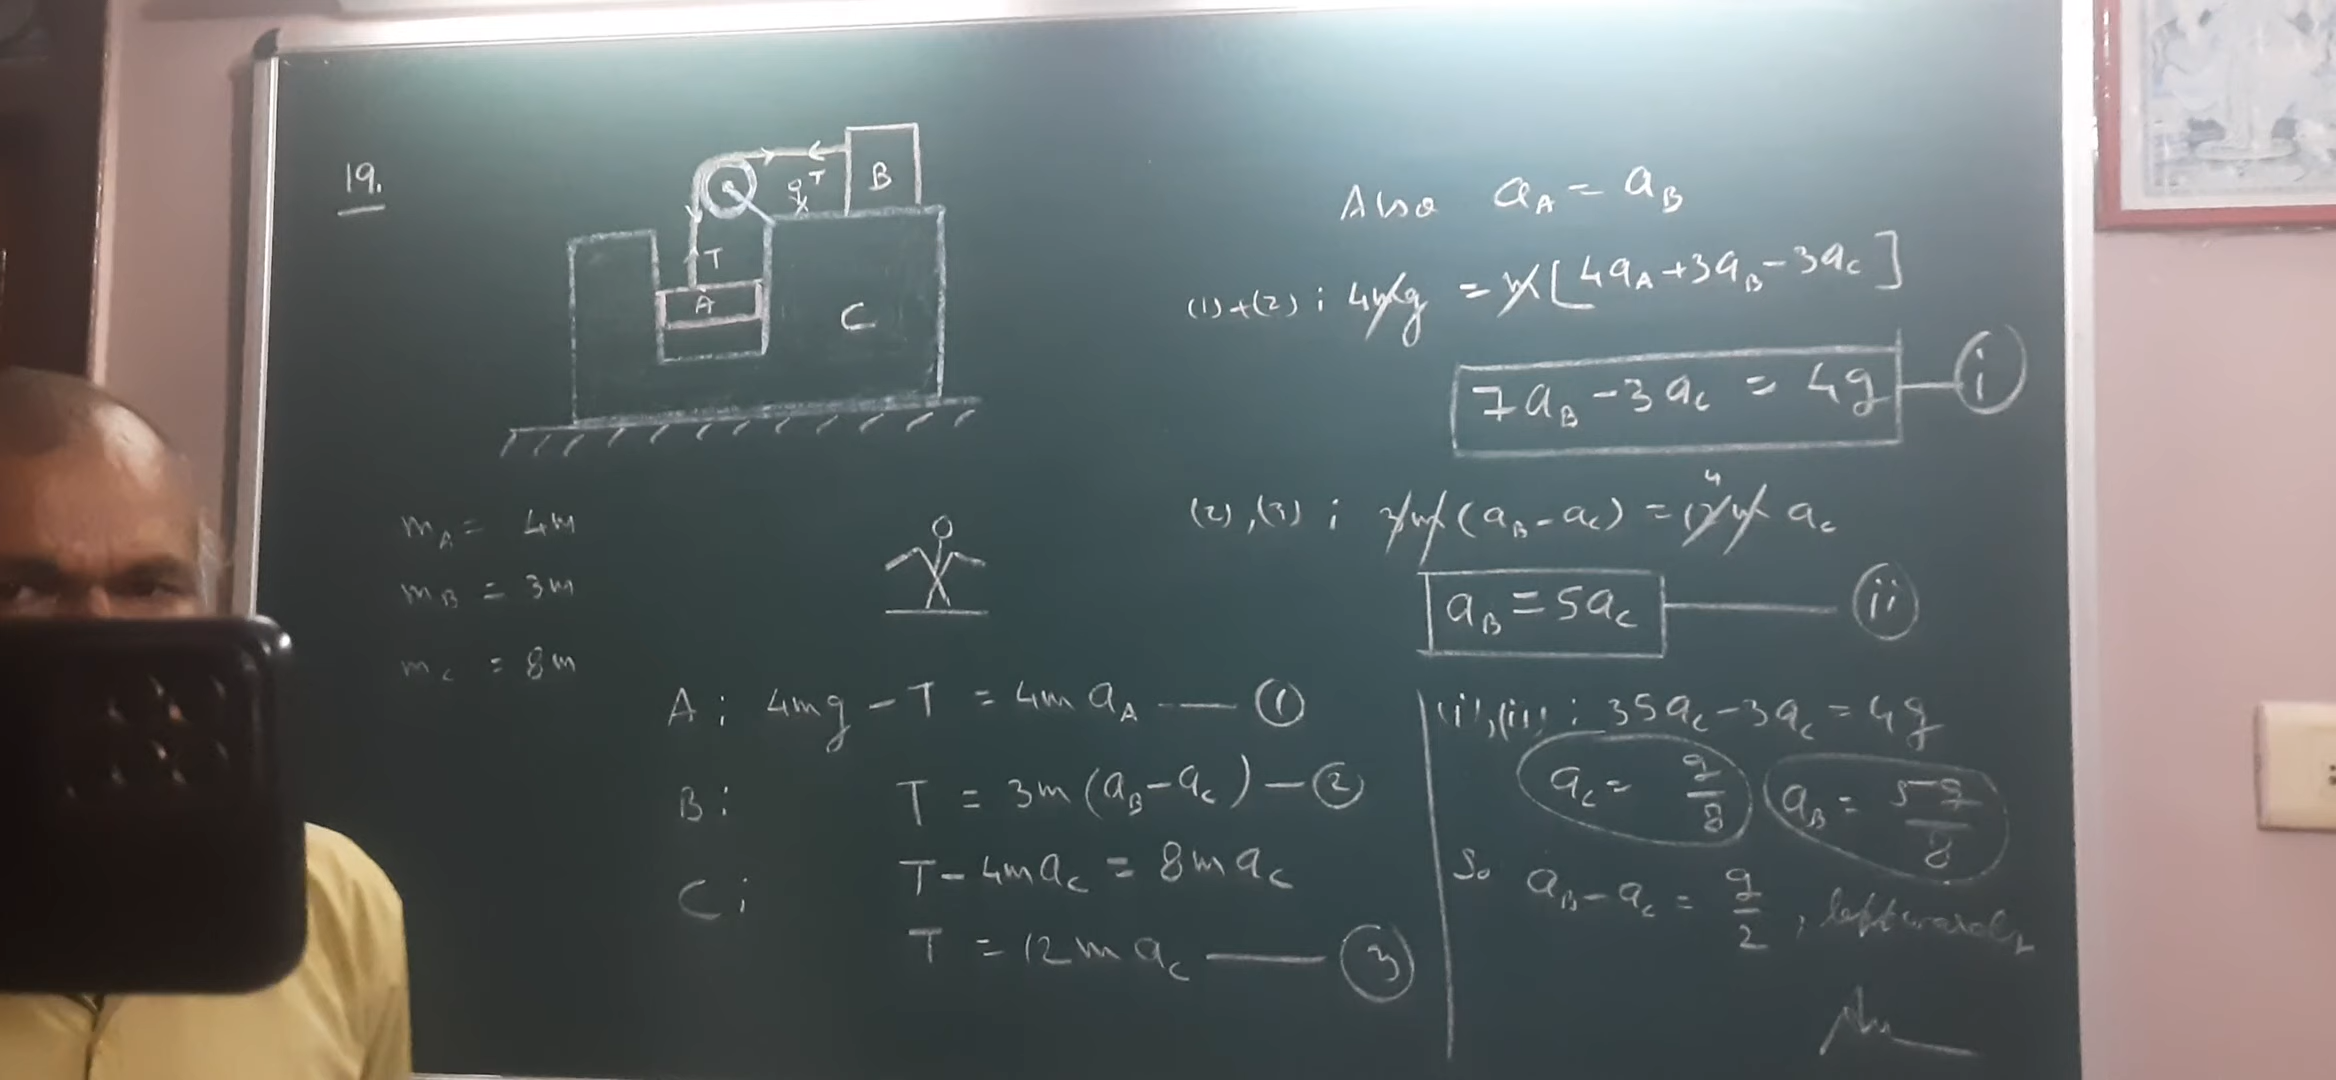 19.
T
B
T
A
C
m_A = 4m
m_B = 3m
m_C = 8m
A: 4mg - T = 4m a_A —— ①
B: T = 3m (a_B - a_C) — ②
C: T - 4m a_C = 8m a_C
T = 12 m a_C —— ③
Also a_A = a_B
(1)+(2) : 4mg = m[4a_A + 3a_B - 3a_C]
7a_B - 3a_C = 4g — ⓘ
(2),(3) : 3m(a_B - a_C) = 12m a_C
4
a_B = 5a_C —— (ii)
(i),(ii) : 35a_C - 3a_C = 4g
a_C = g/8 a_B = 5g/8
So a_B - a_C = g/2, leftwards